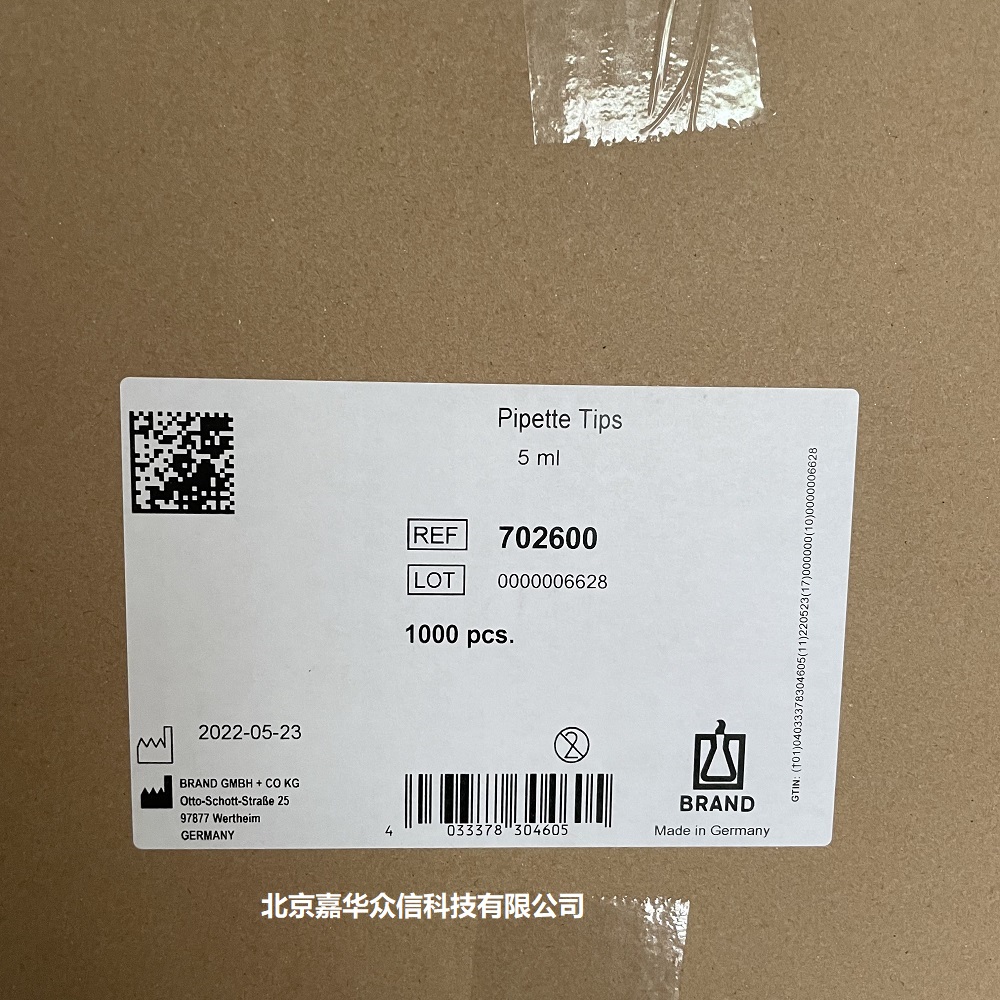 Pipette Tips
5 ml
REF 702600
LOT 0000006628
1000 pcs.
2022-05-23
2
BRAND GMBH + CO KG
Otto-Schott-Straße 25
97877 Wertheim
GERMANY
4 033378 304605
BRAND
Made in Germany
GTIN: (01)04033378304605(11)220523(17)000000(10)0000006628
北京嘉华众信科技有限公司